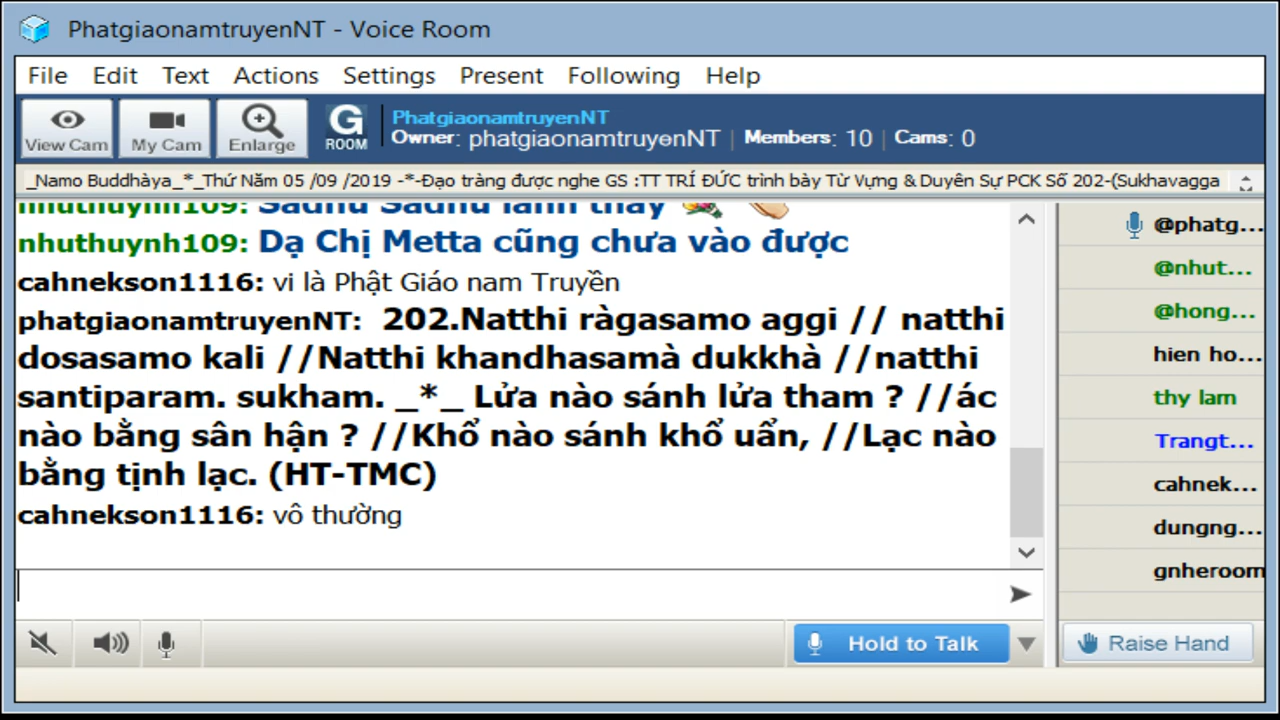 PhatgiaonamtruyenNT - Voice Room
File Edit Text Actions Settings Present Following Help
View Cam My Cam Enlarge G ROOM
PhatgiaonamtruyenNT
Owner: phatgiaonamtruyenNT | Members: 10 | Cams: 0
_Namo Buddhàya_*_Thứ Năm 05 /09 /2019 -*-Đạo tràng được nghe GS :TT TRÍ ĐỨC trình bày Từ Vựng & Duyên Sự PCK Số 202-(Sukhavagga
nhuthuynh109: Sadhu Sadhu lành thay
nhuthuynh109: Dạ Chị Metta cũng chưa vào được
cahnekson1116: vi là Phật Giáo nam Truyền
phatgiaonamtruyenNT: 202.Natthi ràgasamo aggi // natthi
dosasamo kali //Natthi khandhasamà dukkhà //natthi
santiparam. sukham. _*_ Lửa nào sánh lửa tham ? //ác
nào bằng sân hận ? //Khổ nào sánh khổ uẩn, //Lạc nào
bằng tịnh lạc. (HT-TMC)
cahnekson1116: vô thường
@phatg...
@nhut...
@hong...
hien ho...
thy lam
Trangt...
cahnek...
dungng...
gnheroom
Hold to Talk
Raise Hand